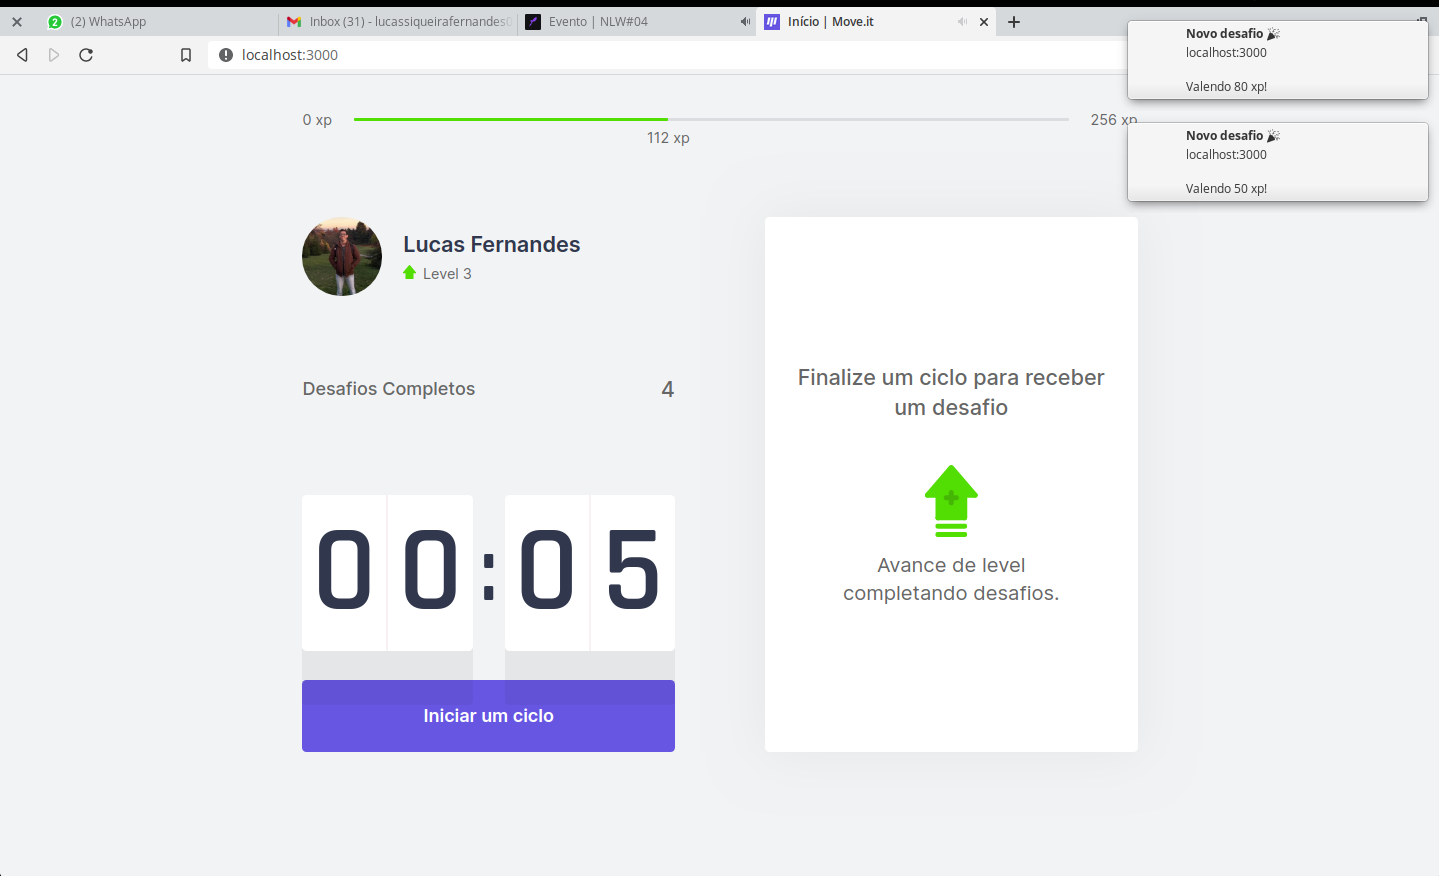 (2) WhatsApp
Inbox (31) - lucassiqueirafernandes
Evento | NLW#04
Início | Move.it
localhost:3000
Novo desafio 🎉
localhost:3000
Valendo 80 xp!
Novo desafio 🎉
localhost:3000
Valendo 50 xp!
0 xp
256 xp
112 xp
Lucas Fernandes
Level 3
Desafios Completos 4
00:05
Iniciar um ciclo
Finalize um ciclo para receber
um desafio
Avance de level
completando desafios.